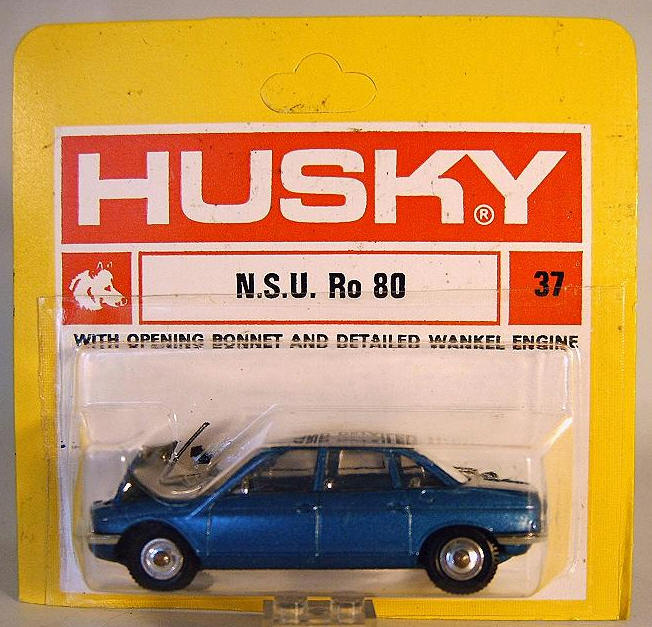 HUSKY®
N.S.U. Ro 80 37
WITH OPENING BONNET AND DETAILED WANKEL ENGINE